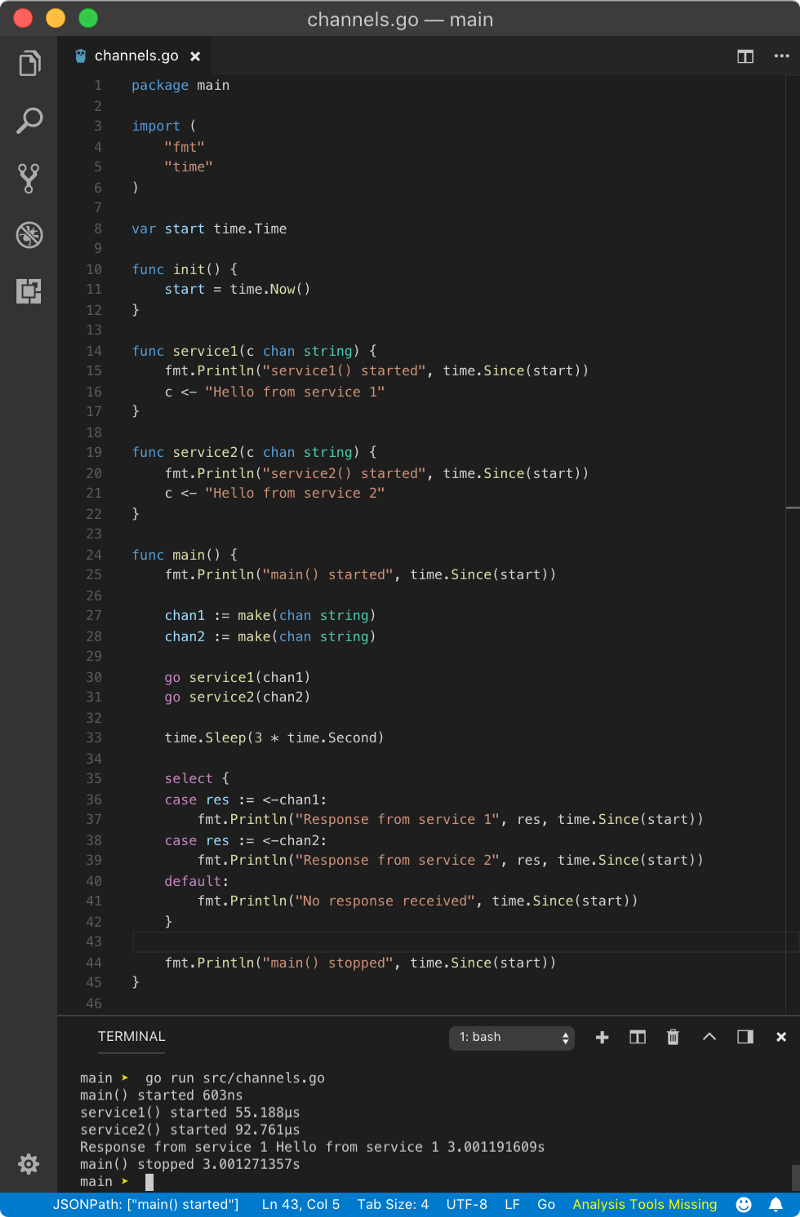 channels.go — main
channels.go
1 package main
2
3 import (
4     "fmt"
5     "time"
6 )
7
8 var start time.Time
9
10 func init() {
11     start = time.Now()
12 }
13
14 func service1(c chan string) {
15     fmt.Println("service1() started", time.Since(start))
16     c <- "Hello from service 1"
17 }
18
19 func service2(c chan string) {
20     fmt.Println("service2() started", time.Since(start))
21     c <- "Hello from service 2"
22 }
23
24 func main() {
25     fmt.Println("main() started", time.Since(start))
26
27     chan1 := make(chan string)
28     chan2 := make(chan string)
29
30     go service1(chan1)
31     go service2(chan2)
32
33     time.Sleep(3 * time.Second)
34
35     select {
36     case res := <-chan1:
37         fmt.Println("Response from service 1", res, time.Since(start))
38     case res := <-chan2:
39         fmt.Println("Response from service 2", res, time.Since(start))
40     default:
41         fmt.Println("No response received", time.Since(start))
42     }
43
44     fmt.Println("main() stopped", time.Since(start))
45 }
46
TERMINAL 1: bash
main ➤ go run src/channels.go
main() started 603ns
service1() started 55.188µs
service2() started 92.761µs
Response from service 1 Hello from service 1 3.001191609s
main() stopped 3.001271357s
main ➤
JSONPath: ["main() started"] Ln 43, Col 5 Tab Size: 4 UTF-8 LF Go Analysis Tools Missing